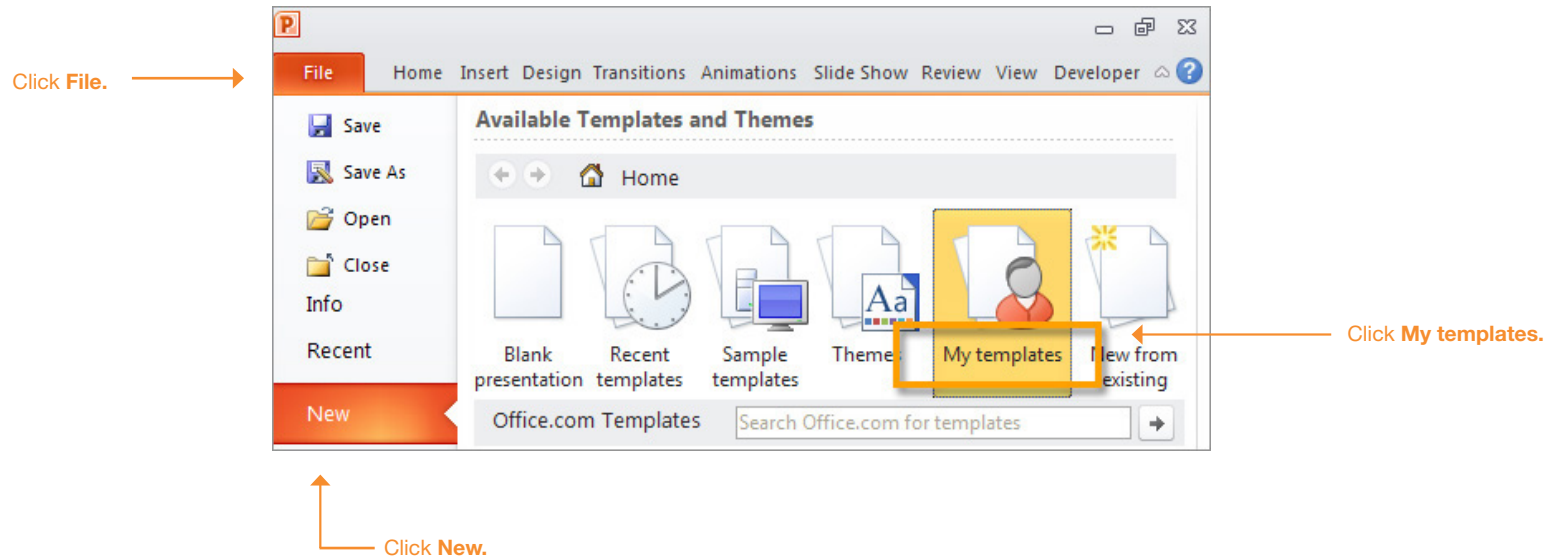 P
Click File.
File Home Insert Design Transitions Animations Slide Show Review View Developer ?
Save
Save As
Open
Close
Info
Recent
New
Available Templates and Themes
Home
Aa
Blank presentation
Recent templates
Sample templates
Themes
My templates
New from existing
Office.com Templates
Search Office.com for templates
Click My templates.
Click New.